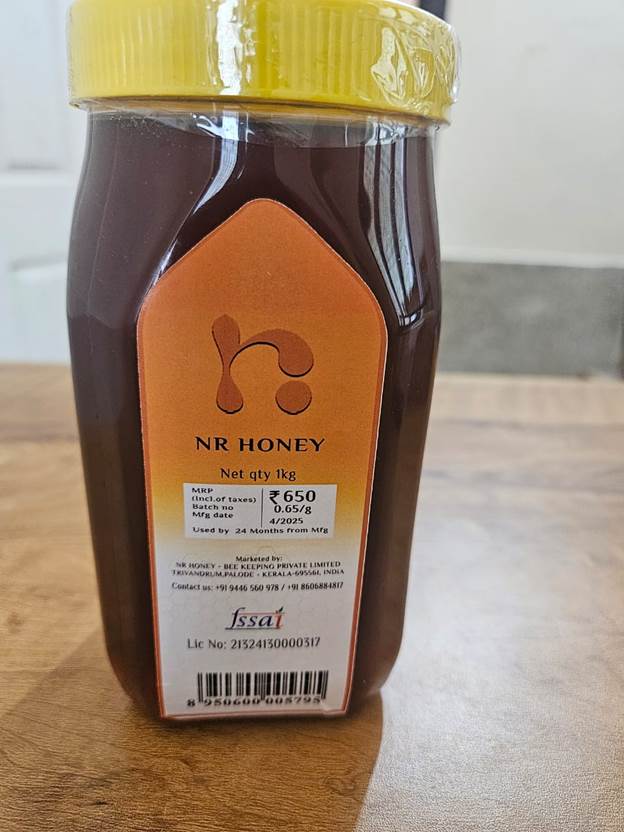 NR HONEY
Net qty 1kg
MRP ₹ 650
(Incl.of taxes) 0.65/g
Batch no
Mfg date 4/2025
Used by 24 Months from Mfg
Marketed by:
NR HONEY - BEE KEEPING PRIVATE LIMITED
TRIVANDRUM,PALODE - KERALA-695561, INDIA
Contact us: +91 9446 560 978 / +91 8606884817
fssai
Lic No: 21324130000317
8 950600 005795